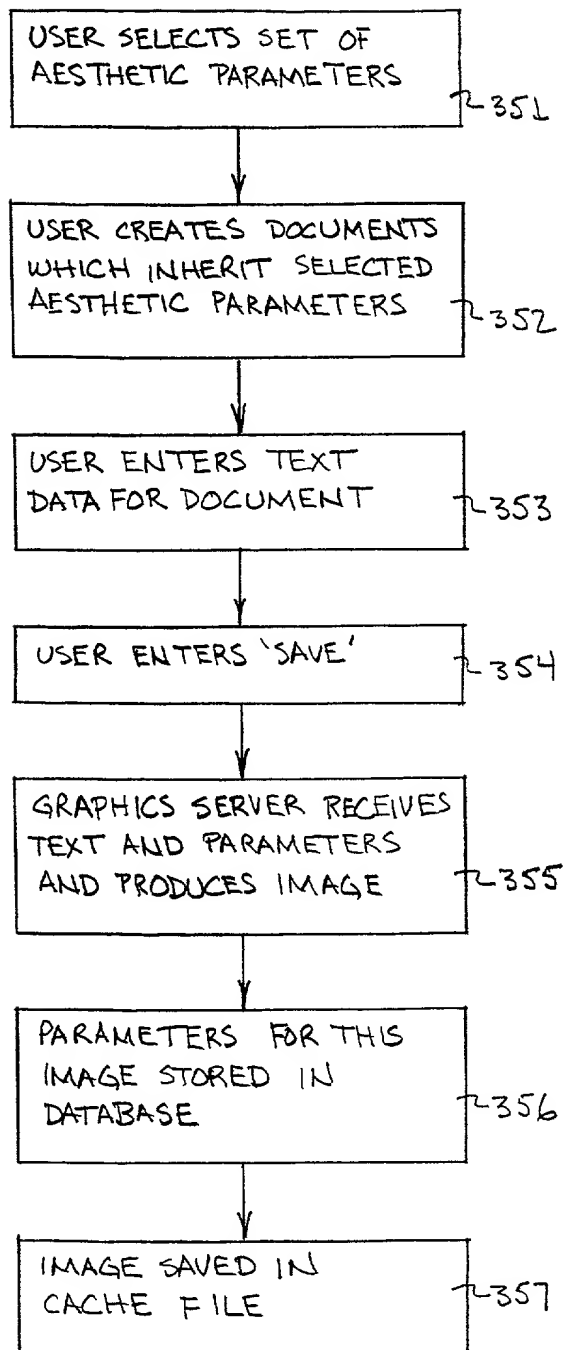 USER SELECTS SET OF
AESTHETIC PARAMETERS
351
USER CREATES DOCUMENTS
WHICH INHERIT SELECTED
AESTHETIC PARAMETERS
352
USER ENTERS TEXT
DATA FOR DOCUMENT
353
USER ENTERS 'SAVE'
354
GRAPHICS SERVER RECEIVES
TEXT AND PARAMETERS
AND PRODUCES IMAGE
355
PARAMETERS FOR THIS
IMAGE STORED IN
DATABASE
356
IMAGE SAVED IN
CACHE FILE
357